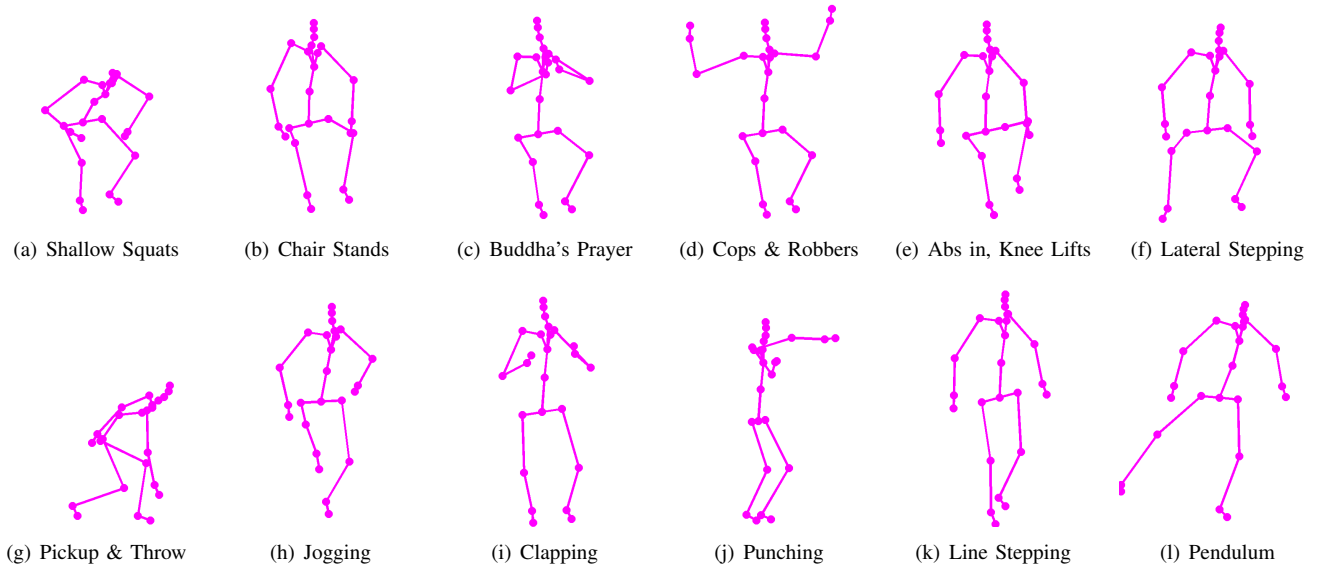 (a) Shallow Squats
(b) Chair Stands
(c) Buddha's Prayer
(d) Cops & Robbers
(e) Abs in, Knee Lifts
(f) Lateral Stepping
(g) Pickup & Throw
(h) Jogging
(i) Clapping
(j) Punching
(k) Line Stepping
(l) Pendulum